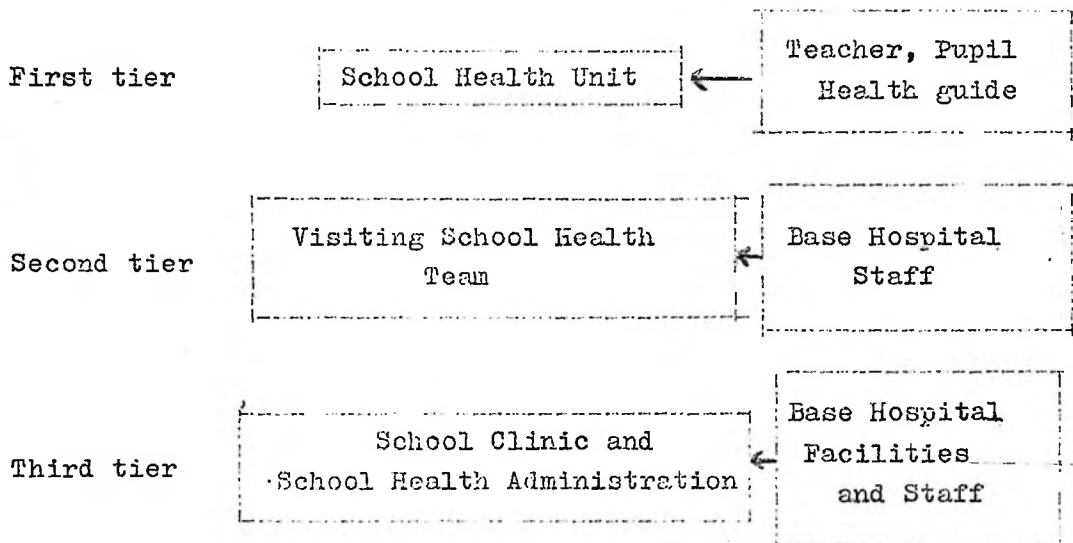 Teacher, Pupil
First tier School Health Unit Health guide
Visiting School Health Base Hospital
Second tier Team Staff
Base Hospital
School Clinic and Facilities
Third tier School Health Administration and Staff